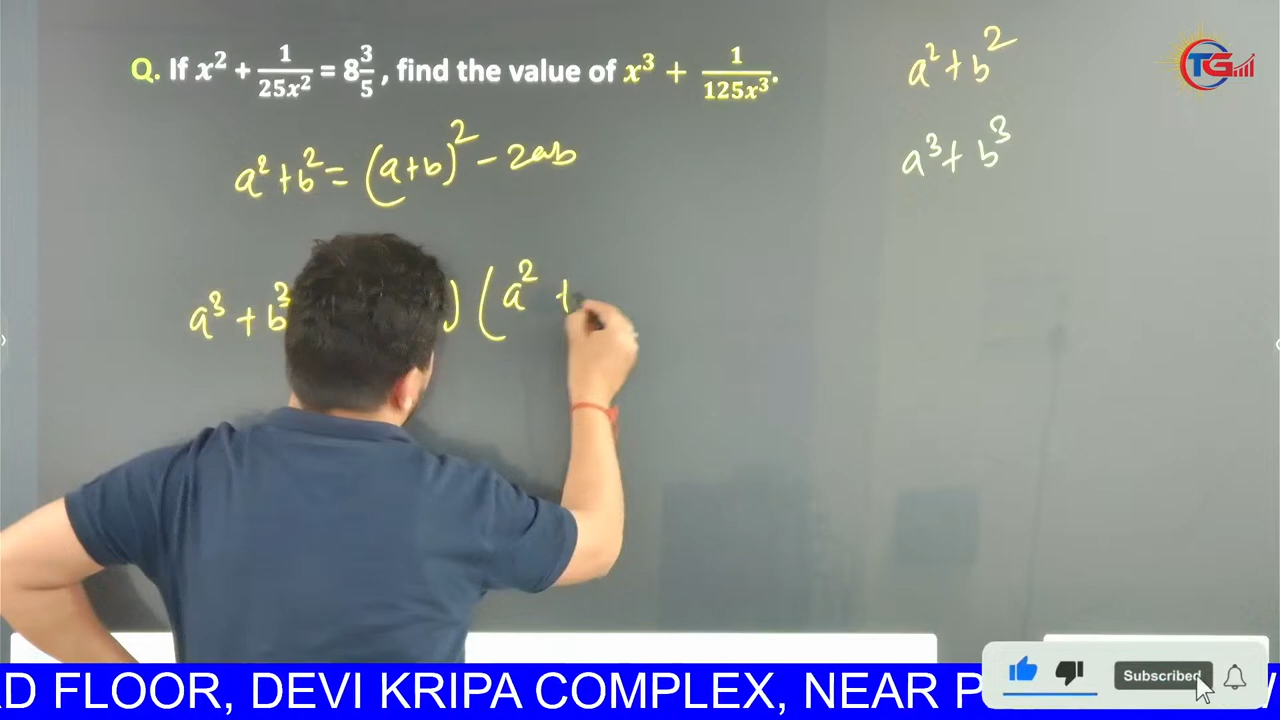 Q. If x² + 1/25x² = 8 3/5, find the value of x³ + 1/125x³.
a² + b²
TG
a³ + b³
a² + b² = (a + b)² - 2ab
a³ + b³ ) (a² +
RD FLOOR, DEVI KRIPA COMPLEX, NEAR P
Subscribed